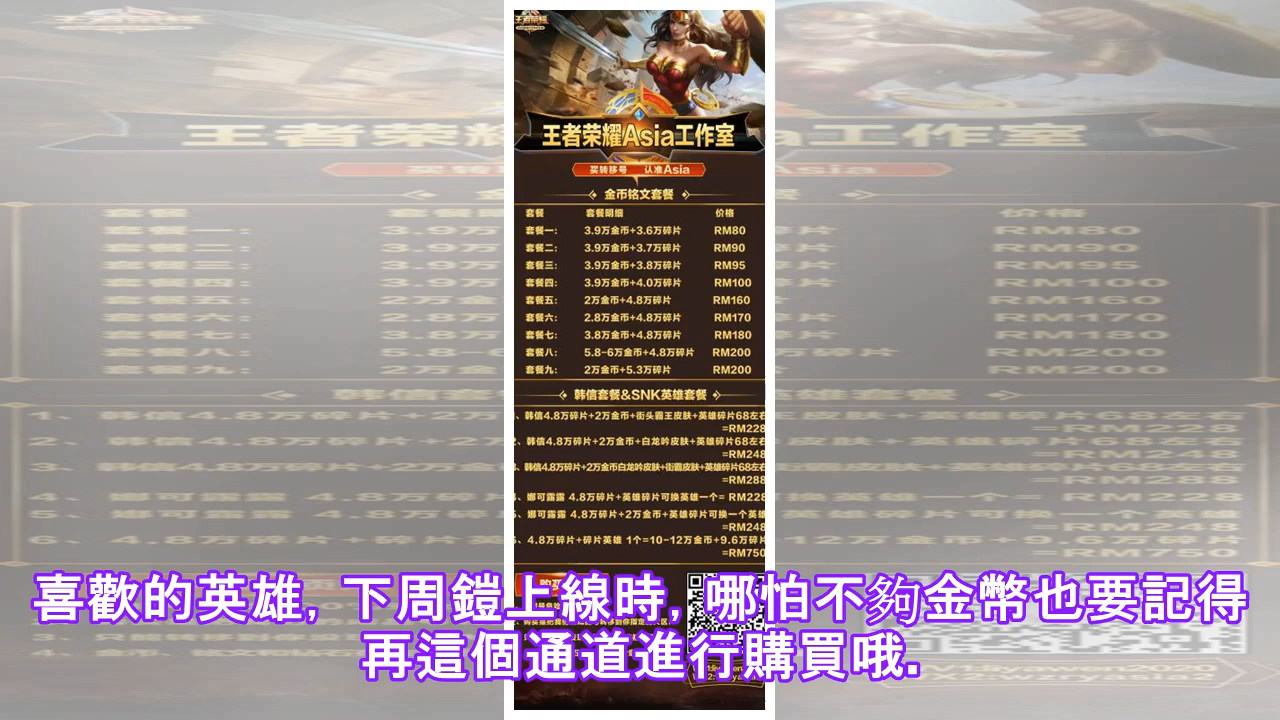 王者荣耀
王者荣耀Asia工作室
买转移号 认准Asia
金币铭文套餐
套餐 套餐明细 价格
套餐一: 3.9万金币+3.6万碎片 RM80
套餐二: 3.9万金币+3.7万碎片 RM90
套餐三: 3.9万金币+3.8万碎片 RM95
套餐四: 3.9万金币+4.0万碎片 RM100
套餐五: 2万金币+4.8万碎片 RM160
套餐六: 2.8万金币+4.8万碎片 RM170
套餐七: 3.8万金币+4.8万碎片 RM180
套餐八: 5.8-6万金币+4.8万碎片 RM200
套餐九: 2万金币+5.3万碎片 RM200
韩信套餐&SNK英雄套餐
1、韩信4.8万碎片+2万金币+街头霸王皮肤+英雄碎片68左右
=RM228
2、韩信4.8万碎片+2万金币+白龙吟皮肤+英雄碎片68左右
=RM248
3、韩信4.8万碎片+2万金币白龙吟皮肤+街霸皮肤+英雄碎片68左右
=RM288
4、娜可露露 4.8万碎片+英雄碎片可换英雄一个= RM228
5、娜可露露 4.8万碎片+2万金币+英雄碎片可换一个英雄
=RM248
6、4.8万碎片+碎片英雄 1个=10-12万金币+9.6万碎片
=RM750
喜歡的英雄, 下周鎧上線時, 哪怕不夠金幣也要記得
再這個通道進行購買哦.